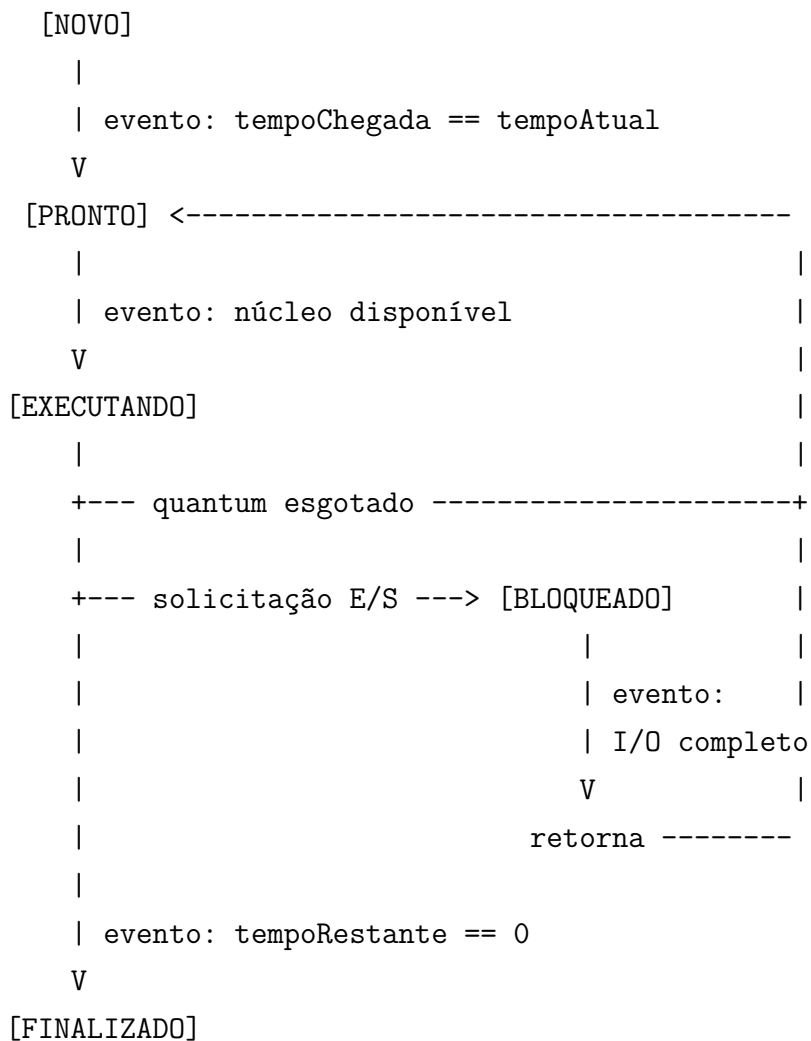 [NOVO]
|
| evento: tempoChegada == tempoAtual
V
[PRONTO] <-------------------------------------
| |
| evento: núcleo disponível |
V |
[EXECUTANDO] |
| |
+--- quantum esgotado ----------------------+
| |
+--- solicitação E/S ---> [BLOQUEADO] |
| | |
| | evento: |
| | I/O completo
| V |
| retorna --------
|
| evento: tempoRestante == 0
V
[FINALIZADO]